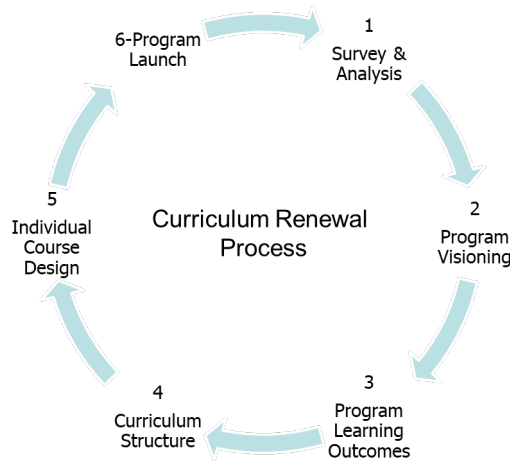 Curriculum Renewal
Process
1
Survey &
Analysis
2
Program
Visioning
3
Program
Learning
Outcomes
4
Curriculum
Structure
5
Individual
Course
Design
6-Program
Launch